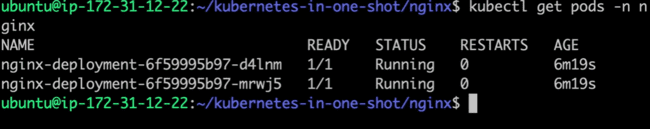 ubuntu@ip-172-31-12-22:~/kubernetes-in-one-shot/nginx$ kubectl get pods -n n
ginx
NAME READY STATUS RESTARTS AGE
nginx-deployment-6f59995b97-d4lnm 1/1 Running 0 6m19s
nginx-deployment-6f59995b97-mrwj5 1/1 Running 0 6m19s
ubuntu@ip-172-31-12-22:~/kubernetes-in-one-shot/nginx$